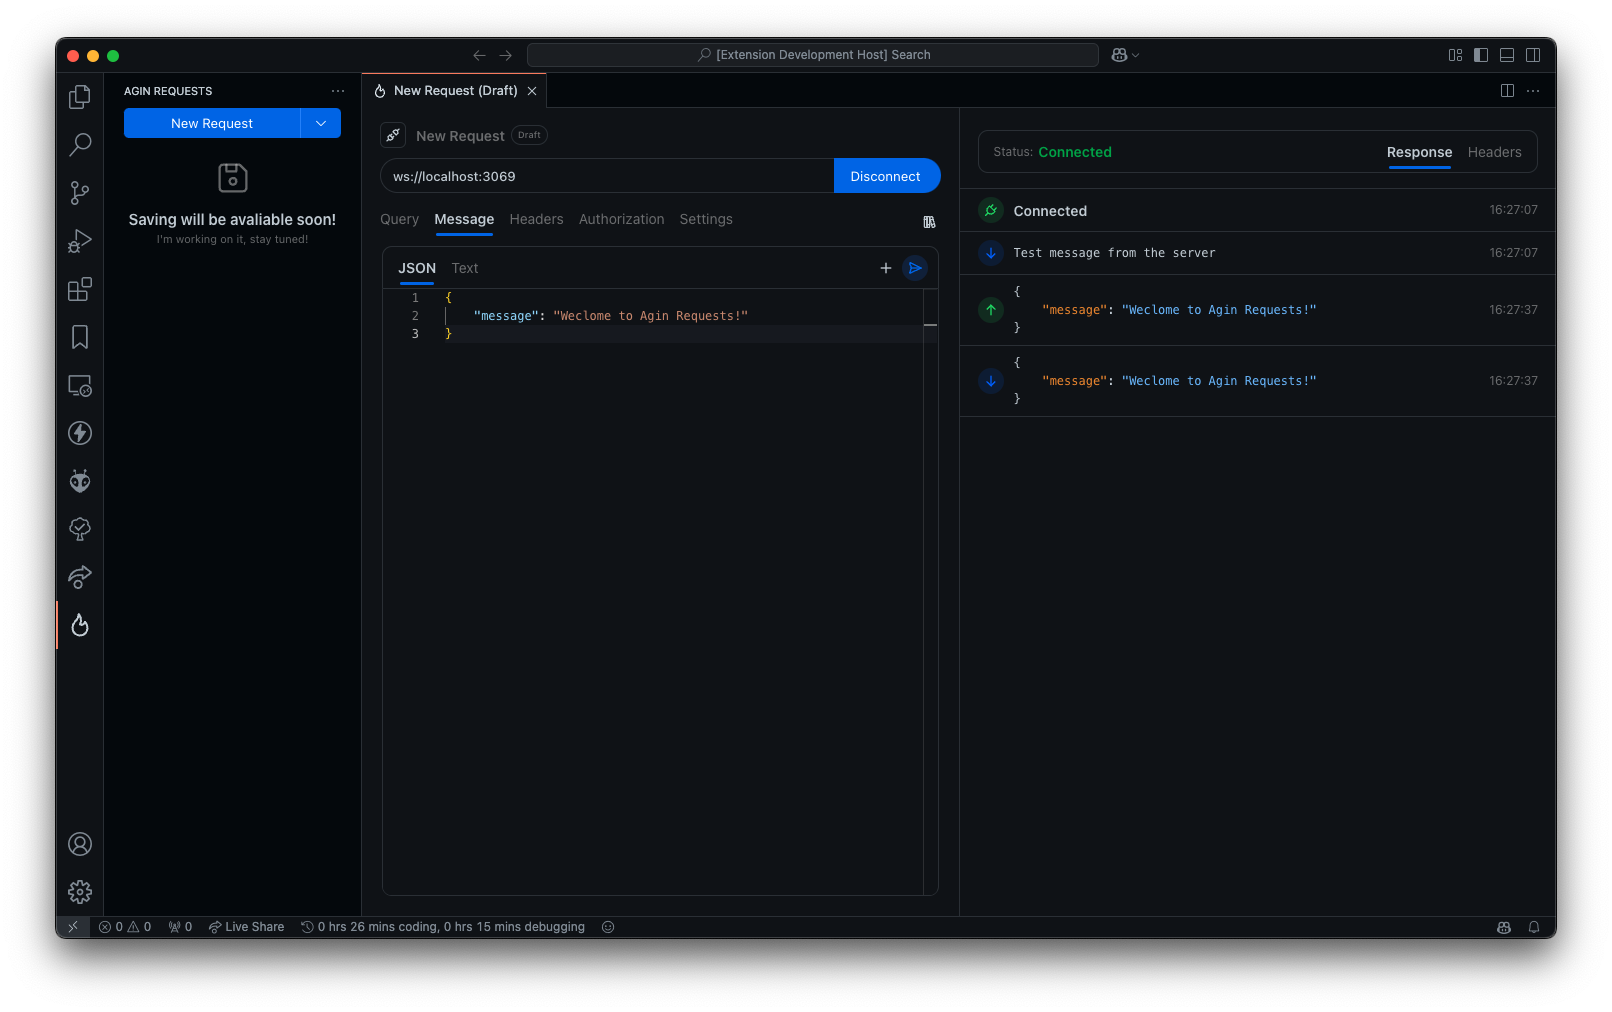 [Extension Development Host] Search
AGIN REQUESTS
New Request
Saving will be avaliable soon!
I'm working on it, stay tuned!
New Request (Draft)
New Request Draft
ws://localhost:3069 Disconnect
Query Message Headers Authorization Settings
JSON Text
1 {
2 "message": "Weclome to Agin Requests!"
3 }
Status: Connected Response Headers
Connected 16:27:07
Test message from the server 16:27:07
{
"message": "Weclome to Agin Requests!" 16:27:37
}
{
"message": "Weclome to Agin Requests!" 16:27:37
}
0 0 0 Live Share 0 hrs 26 mins coding, 0 hrs 15 mins debugging